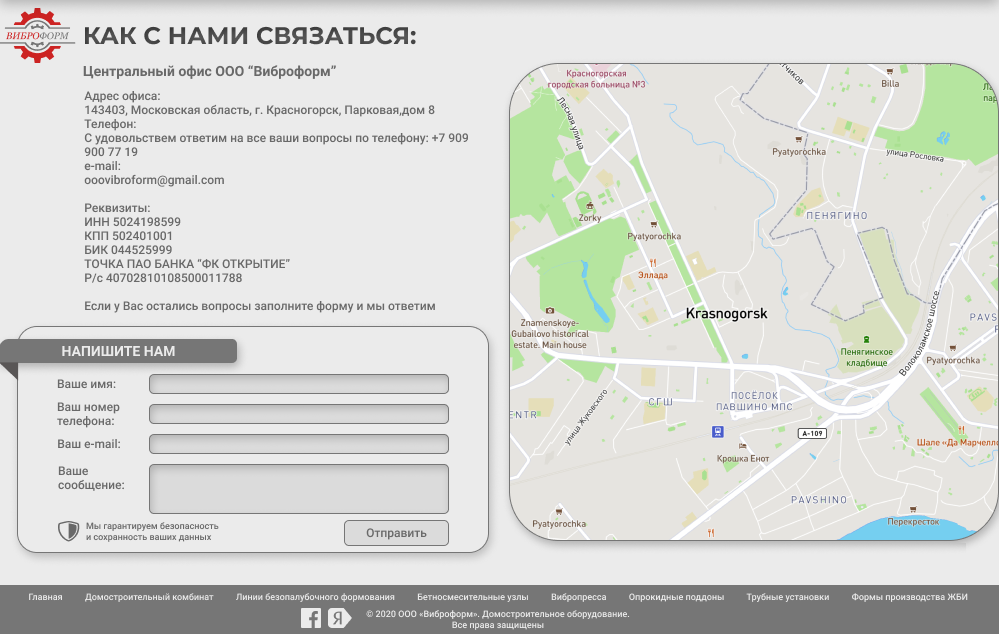 ВИБРОФОРМ
КАК С НАМИ СВЯЗАТЬСЯ:
Центральный офис ООО “Виброформ”
Адрес офиса:
143403, Московская область, г. Красногорск, Парковая,дом 8
Телефон:
С удовольствем ответим на все ваши вопросы по телефону: +7 909
900 77 19
e-mail:
ooovibroform@gmail.com
Реквизиты:
ИНН 5024198599
КПП 502401001
БИК 044525999
ТОЧКА ПАО БАНКА “ФК ОТКРЫТИЕ”
Р/с 40702810108500011788
Если у Вас остались вопросы заполните форму и мы ответим
НАПИШИТЕ НАМ
Ваше имя:
Ваш номер
телефона:
Ваш e-mail:
Ваше
сообщение:
Мы гарантируем безопасность
и сохранность ваших данных
Отправить
Красногорская
городская больница №3
Лесная улица
тчиков
Billa
Pyatyorochka
улица Рословка
Zorky
Pyatyorochka
ПЕНЯГИНО
Эллада
Krasnogorsk
Znamenskoye-
Gubailovo historical
estate. Main house
Волоколамское шоссе
PAVS
Пенягинское
кладбище
Pyatyorochka
ENTR
СГШ
улица Жуковского
ПОСЁЛОК
ПАВШИНО МПС
A-109
Крошка Енот
Шале «Да Марчелло
PAVSHINO
Pyatyorochka
Перекресток
Главная Домостроительный комбинат Линии безопалубочного формования Бетносмесительные узлы Вибропресса Опрокидные поддоны Трубные установки Формы производства ЖБИ
f Я © 2020 ООО «Виброформ». Домостроительное оборудование.
Все права защищены